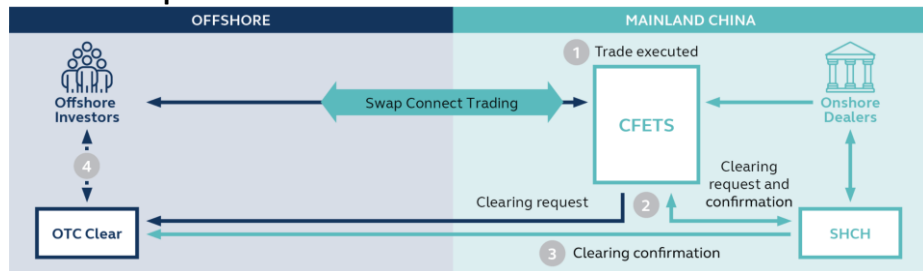 OFFSHORE
MAINLAND CHINA
1 Trade executed
Offshore
Investors
Swap Connect Trading
CFETS
Onshore
Dealers
4
Clearing
request and
confirmation
Clearing request
2
OTC Clear
SHCH
3 Clearing confirmation